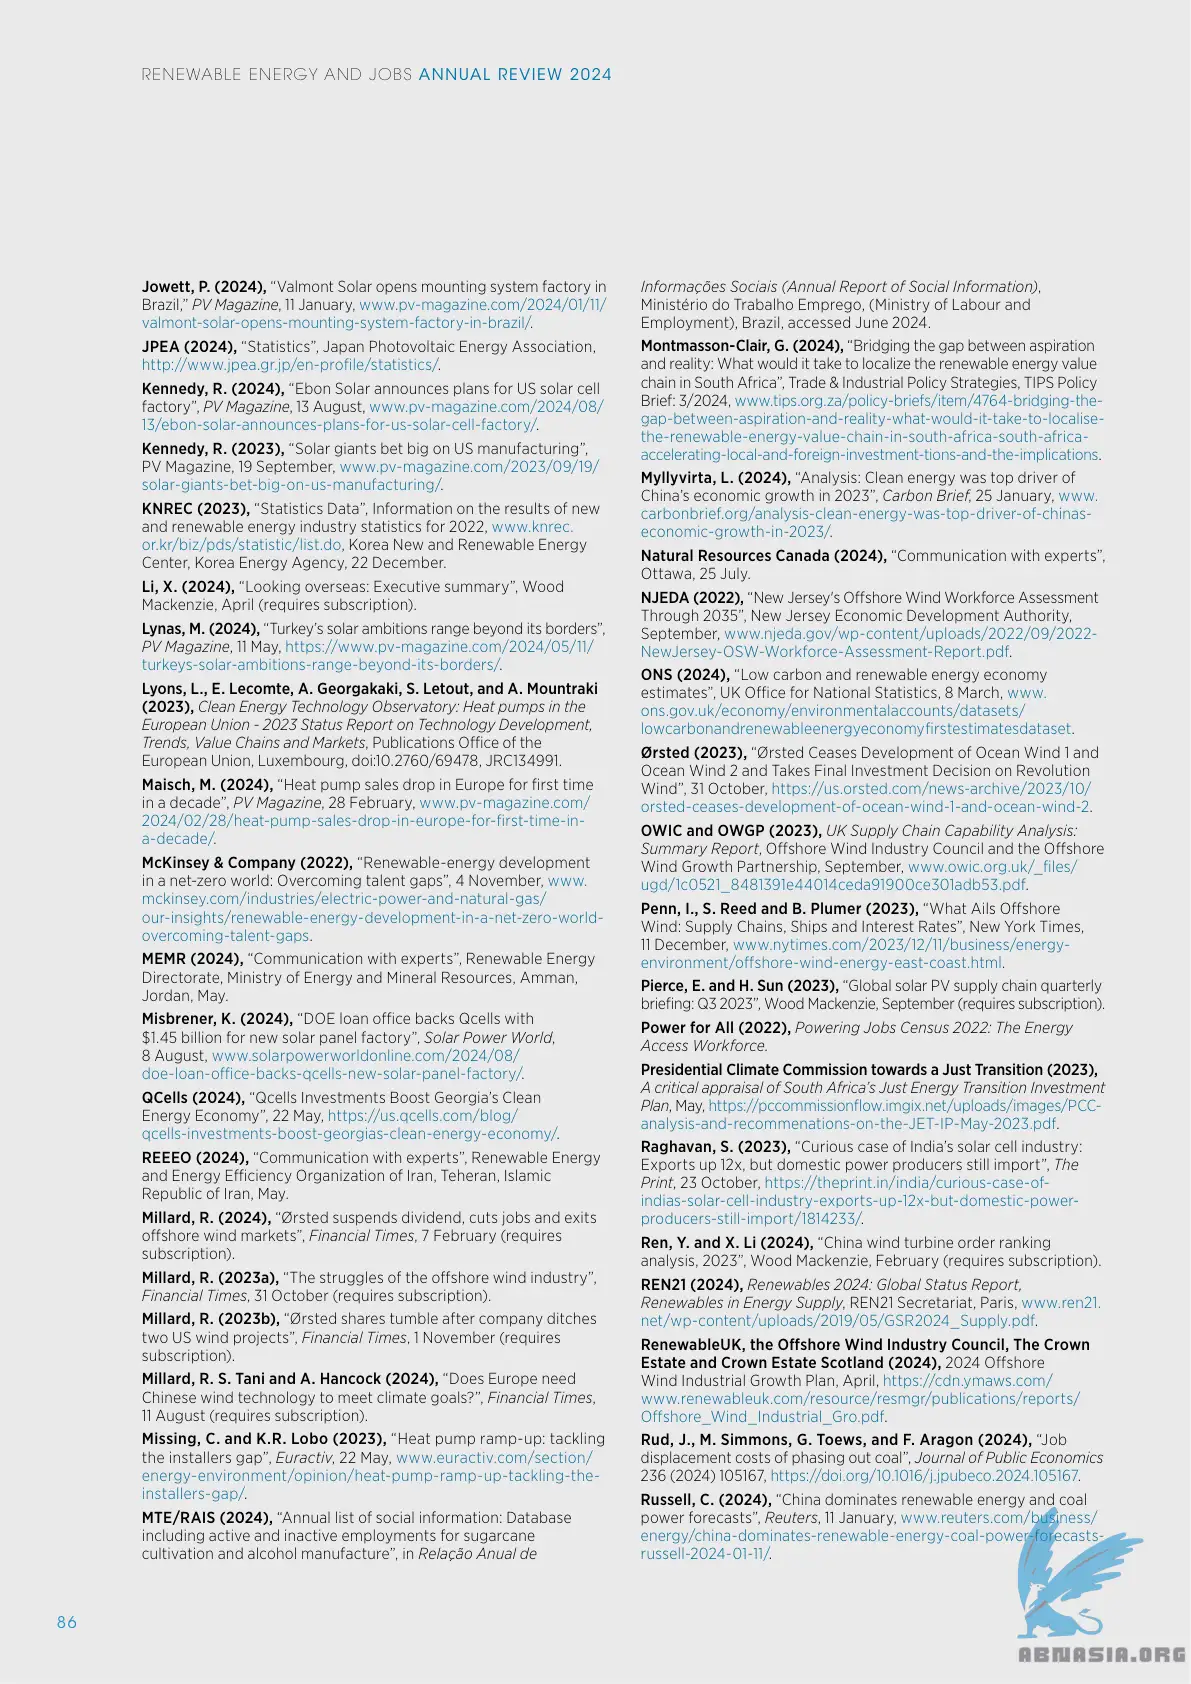 RENEWABLE ENERGY AND JOBS ANNUAL REVIEW 2024
Jowett, P. (2024), “Valmont Solar opens mounting system factory in
Brazil,” PV Magazine, 11 January, www.pv-magazine.com/2024/01/11/
valmont-solar-opens-mounting-system-factory-in-brazil/.
JPEA (2024), “Statistics”, Japan Photovoltaic Energy Association,
http://www.jpea.gr.jp/en-profile/statistics/.
Kennedy, R. (2024), “Ebon Solar announces plans for US solar cell
factory”, PV Magazine, 13 August, www.pv-magazine.com/2024/08/
13/ebon-solar-announces-plans-for-us-solar-cell-factory/.
Kennedy, R. (2023), “Solar giants bet big on US manufacturing”,
PV Magazine, 19 September, www.pv-magazine.com/2023/09/19/
solar-giants-bet-big-on-us-manufacturing/.
KNREC (2023), “Statistics Data”, Information on the results of new
and renewable energy industry statistics for 2022, www.knrec.
or.kr/biz/pds/statistic/list.do, Korea New and Renewable Energy
Center, Korea Energy Agency, 22 December.
Li, X. (2024), “Looking overseas: Executive summary”, Wood
Mackenzie, April (requires subscription).
Lynas, M. (2024), “Turkey’s solar ambitions range beyond its borders”,
PV Magazine, 11 May, https://www.pv-magazine.com/2024/05/11/
turkeys-solar-ambitions-range-beyond-its-borders/.
Lyons, L., E. Lecomte, A. Georgakaki, S. Letout, and A. Mountraki
(2023), Clean Energy Technology Observatory: Heat pumps in the
European Union - 2023 Status Report on Technology Development,
Trends, Value Chains and Markets, Publications Office of the
European Union, Luxembourg, doi:10.2760/69478, JRC134991.
Maisch, M. (2024), “Heat pump sales drop in Europe for first time
in a decade”, PV Magazine, 28 February, www.pv-magazine.com/
2024/02/28/heat-pump-sales-drop-in-europe-for-first-time-in-
a-decade/.
McKinsey & Company (2022), “Renewable-energy development
in a net-zero world: Overcoming talent gaps”, 4 November, www.
mckinsey.com/industries/electric-power-and-natural-gas/
our-insights/renewable-energy-development-in-a-net-zero-world-
overcoming-talent-gaps.
MEMR (2024), “Communication with experts”, Renewable Energy
Directorate, Ministry of Energy and Mineral Resources, Amman,
Jordan, May.
Misbrener, K. (2024), “DOE loan office backs Qcells with
$1.45 billion for new solar panel factory”, Solar Power World,
8 August, www.solarpowerworldonline.com/2024/08/
doe-loan-office-backs-qcells-new-solar-panel-factory/.
QCells (2024), “Qcells Investments Boost Georgia’s Clean
Energy Economy”, 22 May, https://us.qcells.com/blog/
qcells-investments-boost-georgias-clean-energy-economy/.
REEEO (2024), “Communication with experts”, Renewable Energy
and Energy Efficiency Organization of Iran, Teheran, Islamic
Republic of Iran, May.
Millard, R. (2024), “Ørsted suspends dividend, cuts jobs and exits
offshore wind markets”, Financial Times, 7 February (requires
subscription).
Millard, R. (2023a), “The struggles of the offshore wind industry”,
Financial Times, 31 October (requires subscription).
Millard, R. (2023b), “Ørsted shares tumble after company ditches
two US wind projects”, Financial Times, 1 November (requires
subscription).
Millard, R. S. Tani and A. Hancock (2024), “Does Europe need
Chinese wind technology to meet climate goals?”, Financial Times,
11 August (requires subscription).
Missing, C. and K.R. Lobo (2023), “Heat pump ramp-up: tackling
the installers gap”, Euractiv, 22 May, www.euractiv.com/section/
energy-environment/opinion/heat-pump-ramp-up-tackling-the-
installers-gap/.
MTE/RAIS (2024), “Annual list of social information: Database
including active and inactive employments for sugarcane
cultivation and alcohol manufacture”, in Relação Anual de
Informações Sociais (Annual Report of Social Information),
Ministério do Trabalho Emprego, (Ministry of Labour and
Employment), Brazil, accessed June 2024.
Montmasson-Clair, G. (2024), “Bridging the gap between aspiration
and reality: What would it take to localize the renewable energy value
chain in South Africa”, Trade & Industrial Policy Strategies, TIPS Policy
Brief: 3/2024, www.tips.org.za/policy-briefs/item/4764-bridging-the-
gap-between-aspiration-and-reality-what-would-it-take-to-localise-
the-renewable-energy-value-chain-in-south-africa-south-africa-
accelerating-local-and-foreign-investment-tions-and-the-implications.
Myllyvirta, L. (2024), “Analysis: Clean energy was top driver of
China’s economic growth in 2023”, Carbon Brief, 25 January, www.
carbonbrief.org/analysis-clean-energy-was-top-driver-of-chinas-
economic-growth-in-2023/.
Natural Resources Canada (2024), “Communication with experts”,
Ottawa, 25 July.
NJEDA (2022), “New Jersey's Offshore Wind Workforce Assessment
Through 2035”, New Jersey Economic Development Authority,
September, www.njeda.gov/wp-content/uploads/2022/09/2022-
NewJersey-OSW-Workforce-Assessment-Report.pdf.
ONS (2024), “Low carbon and renewable energy economy
estimates”, UK Office for National Statistics, 8 March, www.
ons.gov.uk/economy/environmentalaccounts/datasets/
lowcarbonandrenewableenergyeconomyfirstestimatesdataset.
Ørsted (2023), “Ørsted Ceases Development of Ocean Wind 1 and
Ocean Wind 2 and Takes Final Investment Decision on Revolution
Wind”, 31 October, https://us.orsted.com/news-archive/2023/10/
orsted-ceases-development-of-ocean-wind-1-and-ocean-wind-2.
OWIC and OWGP (2023), UK Supply Chain Capability Analysis:
Summary Report, Offshore Wind Industry Council and the Offshore
Wind Growth Partnership, September, www.owic.org.uk/_files/
ugd/1c0521_8481391e44014ceda91900ce301adb53.pdf.
Penn, I., S. Reed and B. Plumer (2023), “What Ails Offshore
Wind: Supply Chains, Ships and Interest Rates”, New York Times,
11 December, www.nytimes.com/2023/12/11/business/energy-
environment/offshore-wind-energy-east-coast.html.
Pierce, E. and H. Sun (2023), “Global solar PV supply chain quarterly
briefing: Q3 2023”, Wood Mackenzie, September (requires subscription).
Power for All (2022), Powering Jobs Census 2022: The Energy
Access Workforce.
Presidential Climate Commission towards a Just Transition (2023),
A critical appraisal of South Africa’s Just Energy Transition Investment
Plan, May, https://pccommissionflow.imgix.net/uploads/images/PCC-
analysis-and-recommenations-on-the-JET-IP-May-2023.pdf.
Raghavan, S. (2023), “Curious case of India’s solar cell industry:
Exports up 12x, but domestic power producers still import”, The
Print, 23 October, https://theprint.in/india/curious-case-of-
indias-solar-cell-industry-exports-up-12x-but-domestic-power-
producers-still-import/1814233/.
Ren, Y. and X. Li (2024), “China wind turbine order ranking
analysis, 2023”, Wood Mackenzie, February (requires subscription).
REN21 (2024), Renewables 2024: Global Status Report,
Renewables in Energy Supply, REN21 Secretariat, Paris, www.ren21.
net/wp-content/uploads/2019/05/GSR2024_Supply.pdf.
RenewableUK, the Offshore Wind Industry Council, The Crown
Estate and Crown Estate Scotland (2024), 2024 Offshore
Wind Industrial Growth Plan, April, https://cdn.ymaws.com/
www.renewableuk.com/resource/resmgr/publications/reports/
Offshore_Wind_Industrial_Gro.pdf.
Rud, J., M. Simmons, G. Toews, and F. Aragon (2024), “Job
displacement costs of phasing out coal”, Journal of Public Economics
236 (2024) 105167, https://doi.org/10.1016/j.jpubeco.2024.105167.
Russell, C. (2024), “China dominates renewable energy and coal
power forecasts”, Reuters, 11 January, www.reuters.com/business/
energy/china-dominates-renewable-energy-coal-power-forecasts-
russell-2024-01-11/.
86
ABNASIA.ORG